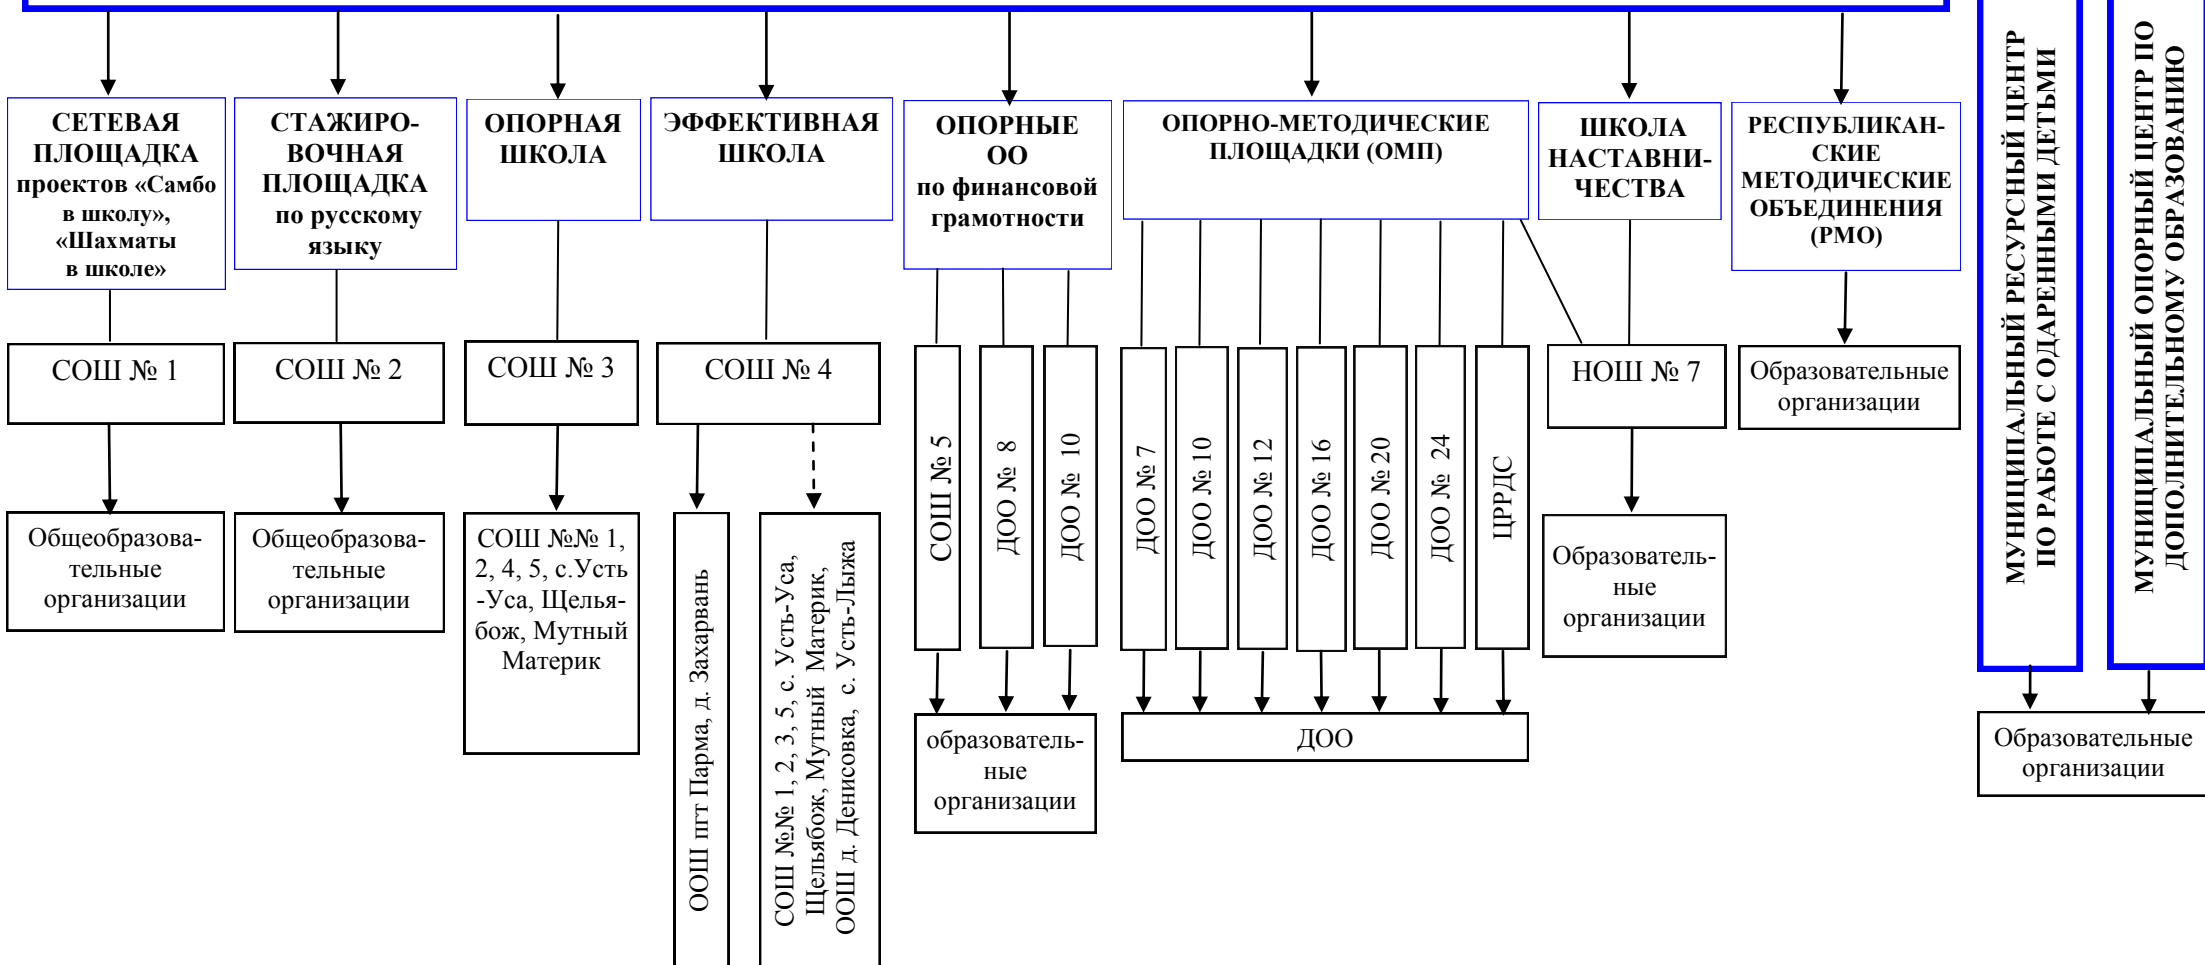 СЕТЕВАЯ
ПЛОЩАДКА
проектов «Самбо
в школу»,
«Шахматы
в школе»
СТАЖИРО-
ВОЧНАЯ
ПЛОЩАДКА
по русскому
языку
ОПОРНАЯ
ШКОЛА
ЭФФЕКТИВНАЯ
ШКОЛА
ОПОРНЫЕ
ОО
по финансовой
грамотности
ОПОРНО-МЕТОДИЧЕСКИЕ
ПЛОЩАДКИ (ОМП)
ШКОЛА
НАСТАВНИ-
ЧЕСТВА
РЕСПУБЛИКАН-
СКИЕ
МЕТОДИЧЕСКИЕ
ОБЪЕДИНЕНИЯ
(РМО)
МУНИЦИПАЛЬНЫЙ РЕСУРСНЫЙ ЦЕНТР
ПО РАБОТЕ С ОДАРЕННЫМИ ДЕТЬМИ
МУНИЦИПАЛЬНЫЙ ОПОРНЫЙ ЦЕНТР ПО
ДОПОЛНИТЕЛЬНОМУ ОБРАЗОВАНИЮ
СОШ № 1
СОШ № 2
СОШ № 3
СОШ № 4
СОШ № 5
ДОО № 8
ДОО № 10
ДОО № 7
ДОО № 10
ДОО № 12
ДОО № 16
ДОО № 20
ДОО № 24
ЦРРДС
НОШ № 7
Образовательные
организации
Общеобразова-
тельные
организации
Общеобразова-
тельные
организации
СОШ №№ 1,
2, 4, 5, с.Усть
-Уса, Щелья-
бож, Мутный
Материк
ООШ пгт Парма, д. Захарвань
СОШ №№ 1, 2, 3, 5, с. Усть-Уса,
Щельябож, Мутный Материк,
ООШ д. Денисовка, с. Усть-Лыжа
образователь-
ные
организации
ДОО
Образователь-
ные
организации
Образовательные
организации